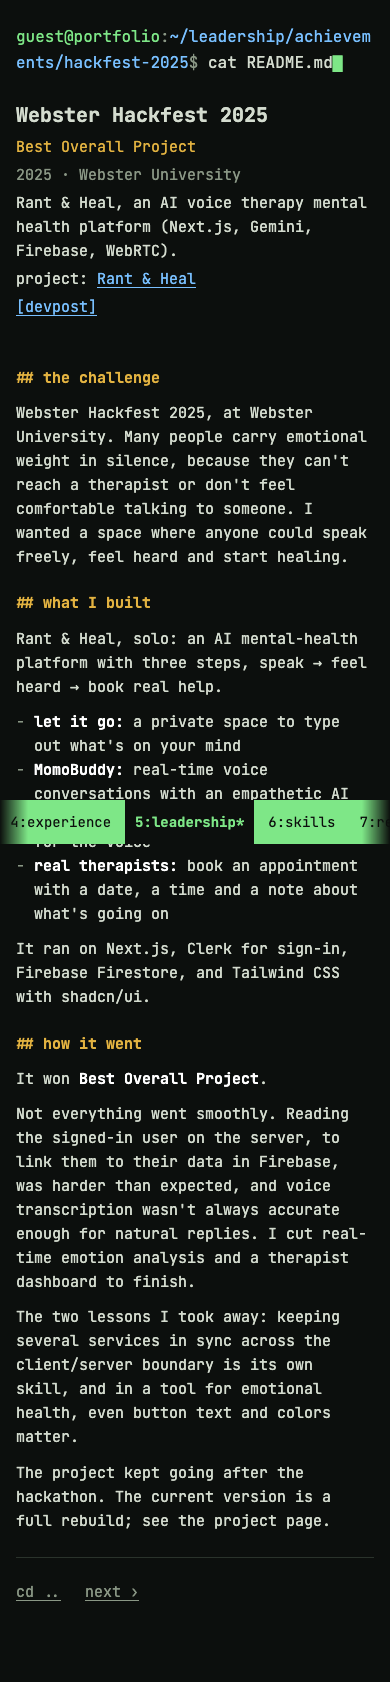 guest@portfolio:~/leadership/achievem
ents/hackfest-2025$ cat README.md
Webster Hackfest 2025
Best Overall Project
2025 · Webster University
Rant & Heal, an AI voice therapy mental
health platform (Next.js, Gemini,
Firebase, WebRTC).
project: Rant & Heal
[devpost]
## the challenge
Webster Hackfest 2025, at Webster
University. Many people carry emotional
weight in silence, because they can't
reach a therapist or don't feel
comfortable talking to someone. I
wanted a space where anyone could speak
freely, feel heard and start healing.
## what I built
Rant & Heal, solo: an AI mental-health
platform with three steps, speak → feel
heard → book real help.
- let it go: a private space to type
out what's on your mind
- MomoBuddy: real-time voice
conversations with an empathetic AI
4:experience 5:leadership* 6:skills 7:r
for the voice
- real therapists: book an appointment
with a date, a time and a note about
what's going on
It ran on Next.js, Clerk for sign-in,
Firebase Firestore, and Tailwind CSS
with shadcn/ui.
## how it went
It won Best Overall Project.
Not everything went smoothly. Reading
the signed-in user on the server, to
link them to their data in Firebase,
was harder than expected, and voice
transcription wasn't always accurate
enough for natural replies. I cut real-
time emotion analysis and a therapist
dashboard to finish.
The two lessons I took away: keeping
several services in sync across the
client/server boundary is its own
skill, and in a tool for emotional
health, even button text and colors
matter.
The project kept going after the
hackathon. The current version is a
full rebuild; see the project page.
cd .. next ›